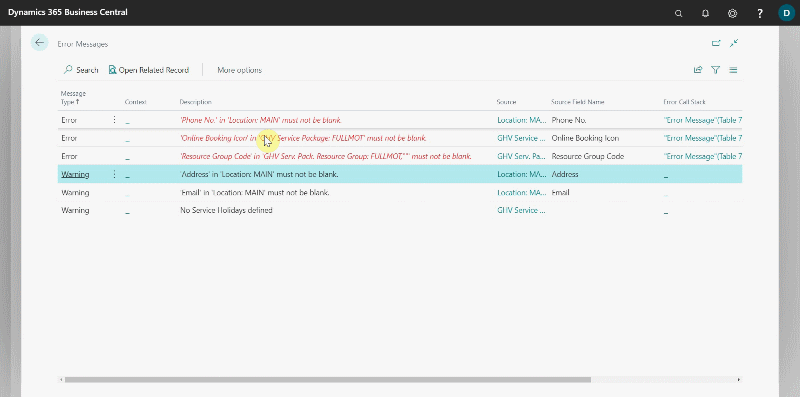 Dynamics 365 Business Central
D
Error Messages
Search Open Related Record More options
Message Type ↑ Context Description Source Source Field Name Error Call Stack
Error _ 'Phone No.' in 'Location: MAIN' must not be blank. Location: MA... Phone No. "Error Message"(Table 7
Error _ 'Online Booking Icon' in 'GHV Service Package: FULLMOT' must not be blank. GHV Service ... Online Booking Icon "Error Message"(Table 7
Error _ 'Resource Group Code' in 'GHV Serv. Pack. Resource Group: FULLMOT,""' must not be blank. GHV Serv. Pa... Resource Group Code "Error Message"(Table 7
Warning _ 'Address' in 'Location: MAIN' must not be blank. Location: MA... Address _
Warning _ 'Email' in 'Location: MAIN' must not be blank. Location: MA... Email _
Warning _ No Service Holidays defined GHV Service ... _